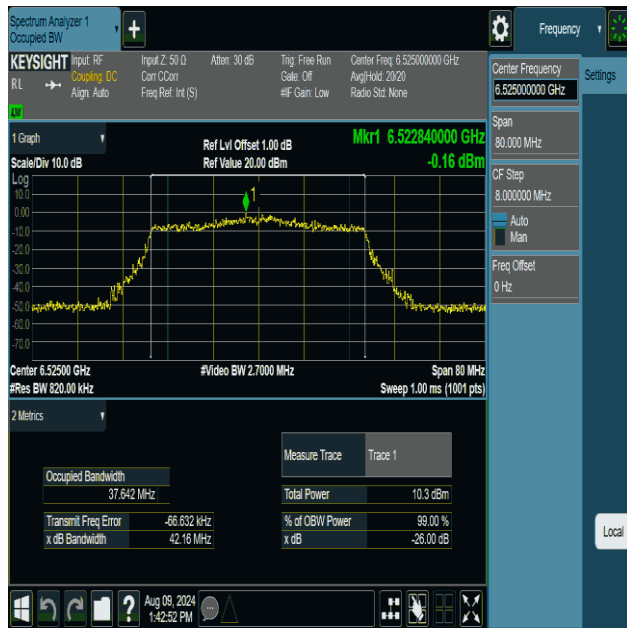 Spectrum Analyzer 1
Occupied BW
Frequency
KEYSIGHT
RL
Input: RF
Coupling: DC
Align: Auto
Input Z: 50 Ω
Corr CCorr
Freq Ref: Int (S)
Atten: 30 dB
Trig: Free Run
Gate: Off
#IF Gain: Low
Center Freq: 6.525000000 GHz
Avg|Hold: 20/20
Radio Std: None
1 Graph
Scale/Div 10.0 dB
Ref Lvl Offset 1.00 dB
Ref Value 20.00 dBm
Mkr1 6.522840000 GHz
-0.16 dBm
Log
10.0
0.00
-10.0
-20.0
-30.0
-40.0
-50.0
-60.0
-70.0
1
Center 6.52500 GHz
#Res BW 820.00 kHz
#Video BW 2.7000 MHz
Span 80 MHz
Sweep 1.00 ms (1001 pts)
2 Metrics
Occupied Bandwidth
37.642 MHz
Transmit Freq Error -66.632 kHz
x dB Bandwidth 42.16 MHz
Measure Trace Trace 1
Total Power 10.3 dBm
% of OBW Power 99.00 %
x dB -26.00 dB
Center Frequency
6.525000000 GHz
Span
80.000 MHz
CF Step
8.000000 MHz
Auto
Man
Freq Offset
0 Hz
Settings
Local
Aug 09, 2024
1:42:52 PM